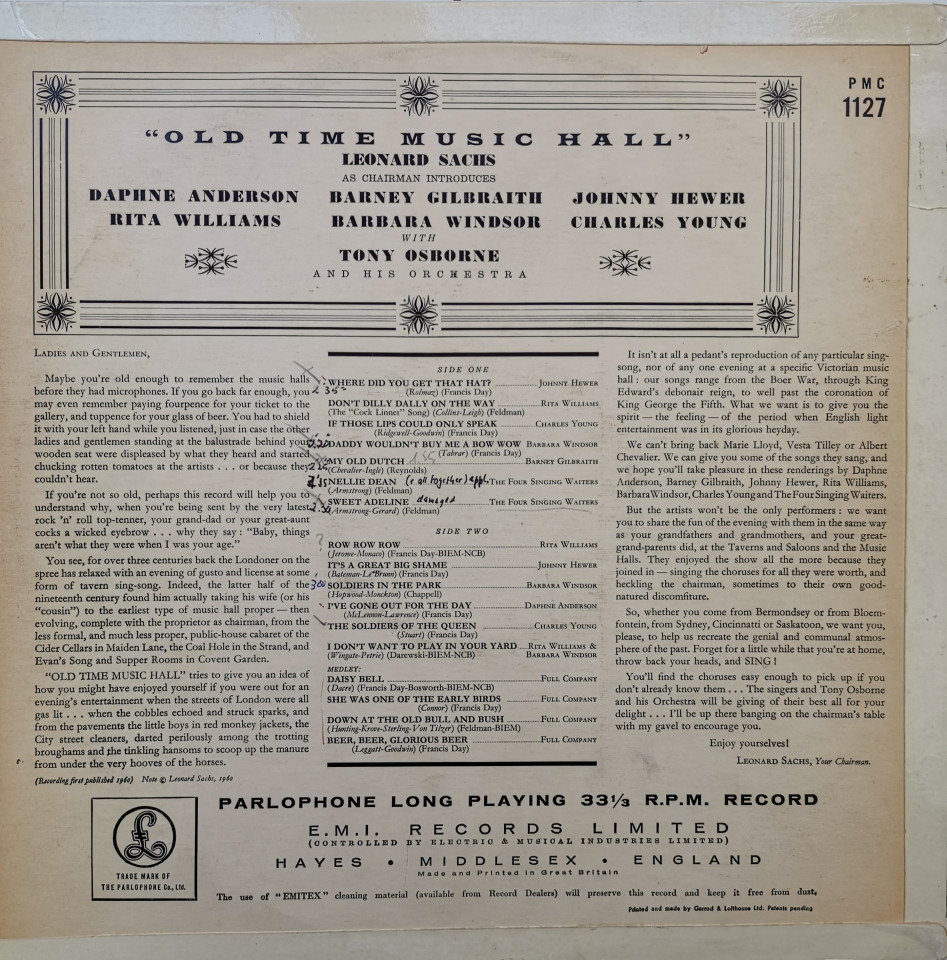 PMC
1127
"OLD TIME MUSIC HALL"
LEONARD SACHS
AS CHAIRMAN INTRODUCES
DAPHNE ANDERSON BARNEY GILBRAITH JOHNNY HEWER
RITA WILLIAMS BARBARA WINDSOR CHARLES YOUNG
WITH
TONY OSBORNE
AND HIS ORCHESTRA
LADIES AND GENTLEMEN,
Maybe you're old enough to remember the music halls
before they had microphones. If you go back far enough, you
may even remember paying fourpence for your ticket to the
gallery, and tuppence for your glass of beer. You had to shield
it with your left hand while you listened, just in case the other
ladies and gentlemen standing at the balustrade behind your
wooden seat were displeased by what they heard and started
chucking rotten tomatoes at the artists . . . or because they
couldn't hear.
If you're not so old, perhaps this record will help you to
understand why, when you're being sent by the very latest
rock 'n' roll top-tenner, your grand-dad or your great-aunt
cocks a wicked eyebrow . . . why they say : "Baby, things
aren't what they were when I was your age."
You see, for over three centuries back the Londoner on the
spree has relaxed with an evening of gusto and license at some
form of tavern sing-song. Indeed, the latter half of the
nineteenth century found him actually taking his wife (or his
"cousin") to the earliest type of music hall proper — then
evolving, complete with the proprietor as chairman, from the
less formal, and much less proper, public-house cabaret of the
Cider Cellars in Maiden Lane, the Coal Hole in the Strand, and
Evan's Song and Supper Rooms in Covent Garden.
"OLD TIME MUSIC HALL" tries to give you an idea of
how you might have enjoyed yourself if you were out for an
evening's entertainment when the streets of London were all
gas lit . . . when the cobbles echoed and struck sparks, and
from the pavements the little boys in red monkey jackets, the
City street cleaners, darted perilously among the trotting
broughams and the tinkling hansoms to scoop up the manure
from under the very hooves of the horses.
(Recording first published 1960) Note © Leonard Sachs, 1960
SIDE ONE
WHERE DID YOU GET THAT HAT? JOHNNY HEWER
(Rolmaz) (Francis Day)
DON'T DILLY DALLY ON THE WAY RITA WILLIAMS
(The "Cock Linnet" Song) (Collins-Leigh) (Feldman)
IF THOSE LIPS COULD ONLY SPEAK CHARLES YOUNG
(Ridgewell-Godwin) (Francis Day)
DADDY WOULDN'T BUY ME A BOW WOW BARBARA WINDSOR
(Tabrar) (Francis Day)
MY OLD DUTCH 1.55 BARNEY GILBRAITH
(Chevalier-Ingle) (Reynolds)
NELLIE DEAN (& all together) appl. THE FOUR SINGING WAITERS
(Armstrong) (Feldman)
SWEET ADELINE damaged THE FOUR SINGING WAITERS
(Armstrong-Gerard) (Feldman)
SIDE TWO
ROW ROW ROW RITA WILLIAMS
(Jerome-Monaco) (Francis Day-BIEM-NCB)
IT'S A GREAT BIG SHAME JOHNNY HEWER
(Bateman-Le Brunn) (Francis Day)
SOLDIERS IN THE PARK BARBARA WINDSOR
(Hopwood-Monckton) (Chappell)
I'VE GONE OUT FOR THE DAY DAPHNE ANDERSON
(McLennon-Lawrence) (Francis Day)
THE SOLDIERS OF THE QUEEN CHARLES YOUNG
(Stuart) (Francis Day)
I DON'T WANT TO PLAY IN YOUR YARD RITA WILLIAMS &
(Wingate-Petrie) (Darewski-BIEM-NCB) BARBARA WINDSOR
MEDLEY:
DAISY BELL FULL COMPANY
(Dacre) (Francis Day-Bosworth-BIEM-NCB)
SHE WAS ONE OF THE EARLY BIRDS FULL COMPANY
(Connor) (Francis Day)
DOWN AT THE OLD BULL AND BUSH FULL COMPANY
(Hunting-Krone-Sterling-Von Tilzer) (Feldman-BIEM)
BEER, BEER, GLORIOUS BEER FULL COMPANY
(Leggatt-Goodwin) (Francis Day)
It isn't at all a pedant's reproduction of any particular sing-
song, nor of any one evening at a specific Victorian music
hall : our songs range from the Boer War, through King
Edward's debonair reign, to well past the coronation of
King George the Fifth. What we want is to give you the
spirit — the feeling — of the period when English light
entertainment was in its glorious heyday.
We can't bring back Marie Lloyd, Vesta Tilley or Albert
Chevalier. We can give you some of the songs they sang, and
we hope you'll take pleasure in these renderings by Daphne
Anderson, Barney Gilbraith, Johnny Hewer, Rita Williams,
Barbara Windsor, Charles Young and The Four Singing Waiters.
But the artists won't be the only performers : we want
you to share the fun of the evening with them in the same way
as your grandfathers and grandmothers, and your great-
grand-parents did, at the Taverns and Saloons and the Music
Halls. They enjoyed the show all the more because they
joined in — singing the choruses for all they were worth, and
heckling the chairman, sometimes to their own good-
natured discomfiture.
So, whether you come from Bermondsey or from Bloem-
fontein, from Sydney, Cincinnatti or Saskatoon, we want you,
please, to help us recreate the genial and communal atmos-
phere of the past. Forget for a little while that you're at home,
throw back your heads, and SING !
You'll find the choruses easy enough to pick up if you
don't already know them . . . The singers and Tony Osborne
and his Orchestra will be giving of their best all for your
delight . . . I'll be up there banging on the chairman's table
with my gavel to encourage you.
Enjoy yourselves!
LEONARD SACHS, Your Chairman.
TRADE MARK OF
THE PARLOPHONE Co., Ltd.
PARLOPHONE LONG PLAYING 33⅓ R.P.M. RECORD
E.M.I. RECORDS LIMITED
(CONTROLLED BY ELECTRIC & MUSICAL INDUSTRIES LIMITED)
HAYES • MIDDLESEX • ENGLAND
Made and Printed in Great Britain
The use of "EMITEX" cleaning material (available from Record Dealers) will preserve this record and keep it free from dust.
Printed and made by Garrod & Lofthouse Ltd. Patents pending